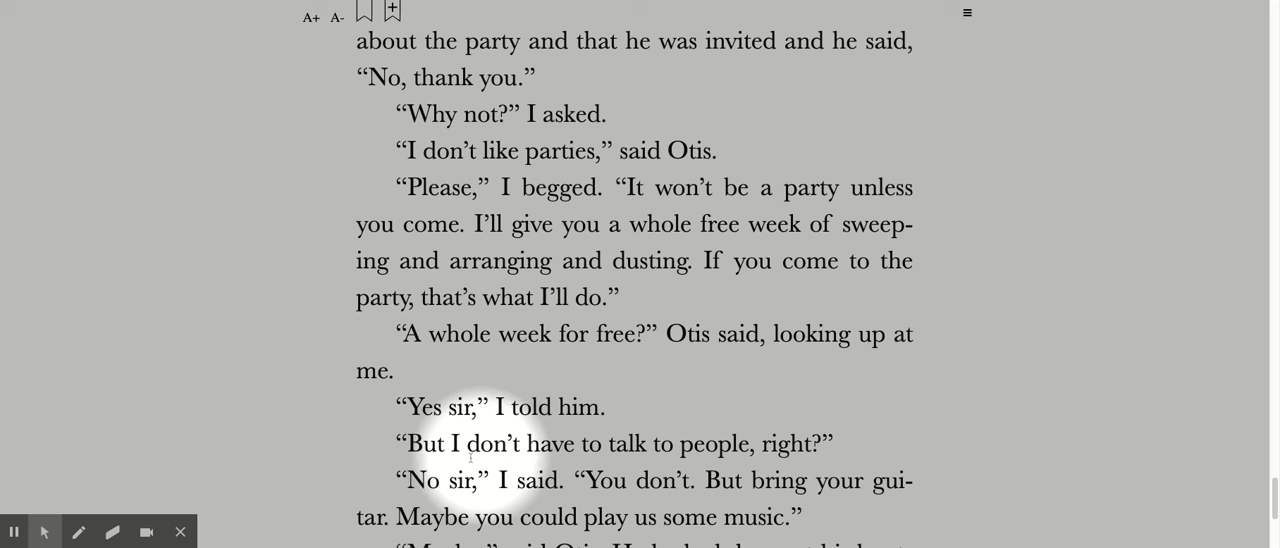 A+ A-
about the party and that he was invited and he said,
“No, thank you.”
“Why not?” I asked.
“I don’t like parties,” said Otis.
“Please,” I begged. “It won’t be a party unless
you come. I’ll give you a whole free week of sweep-
ing and arranging and dusting. If you come to the
party, that’s what I’ll do.”
“A whole week for free?” Otis said, looking up at
me.
“Yes sir,” I told him.
“But I don’t have to talk to people, right?”
“No sir,” I said. “You don’t. But bring your gui-
tar. Maybe you could play us some music.”